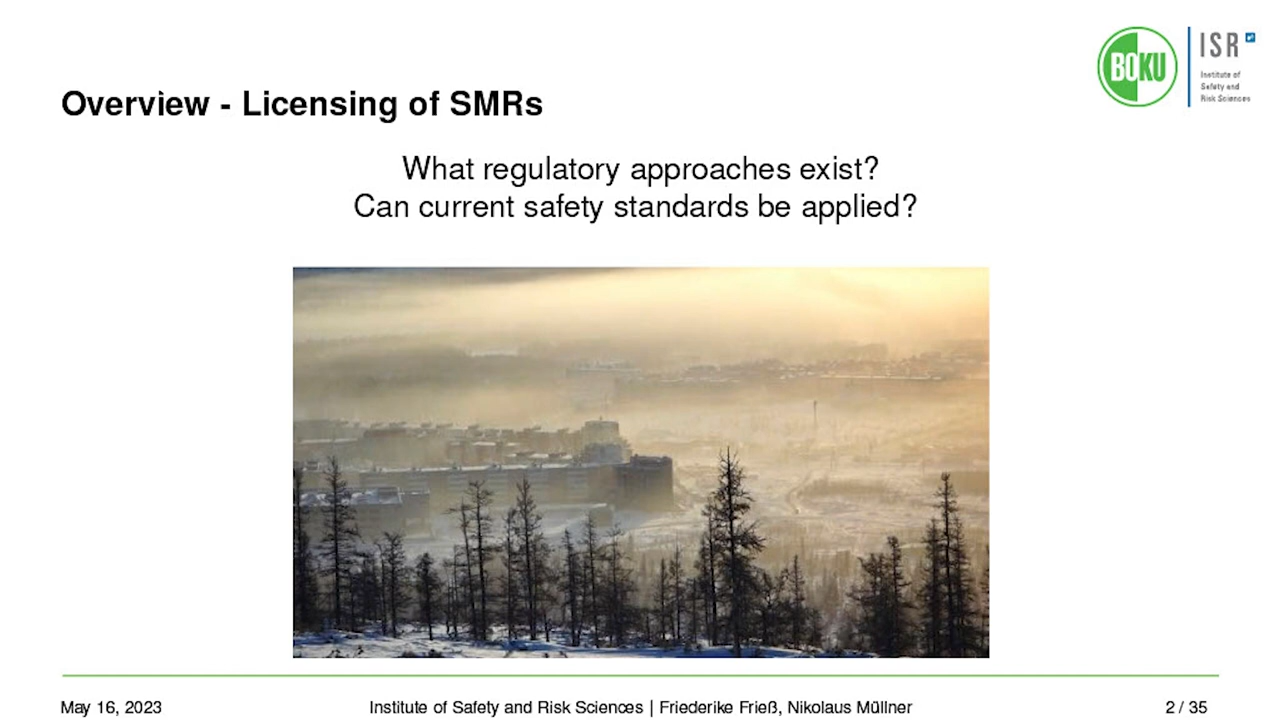 BOKU
ISR
Institute of
Safety and
Risk Sciences
Overview - Licensing of SMRs
What regulatory approaches exist?
Can current safety standards be applied?
May 16, 2023
Institute of Safety and Risk Sciences | Friederike Frieß, Nikolaus Müllner
2 / 35